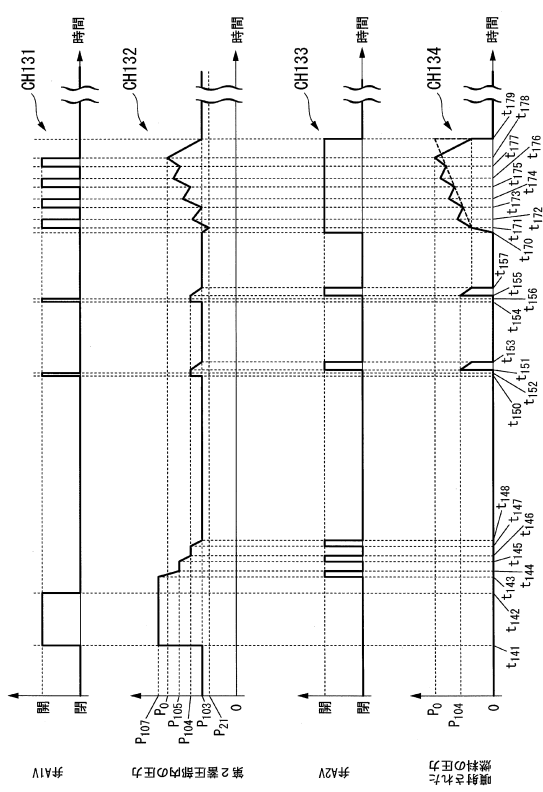 CH131
時間
開
閉
弁A1V
CH132
時間
P107
P0
P105
P104
P103
P21
0
第2蓄圧部内の圧力
CH133
時間
開
閉
弁A2V
CH134
時間
P0
P104
0
噴射された
燃料の圧力
t141
t142
t143
t144
t145
t146
t147
t148
t150
t152
t151
t153
t154
t156
t155
t157
t170
t171
t172
t173
t174
t175
t176
t177
t178
t179